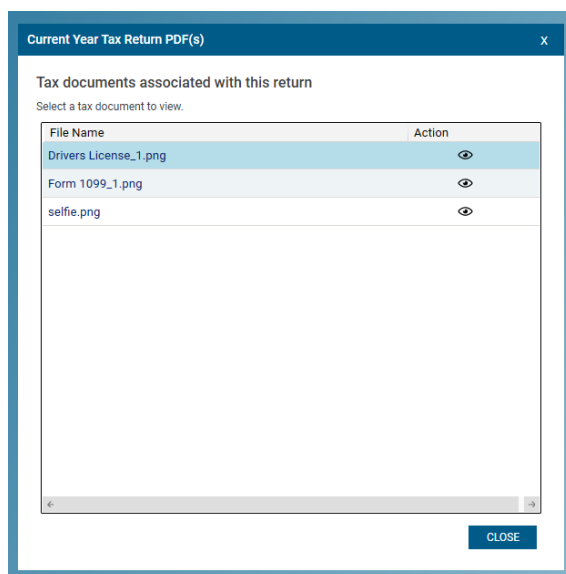 Current Year Tax Return PDF(s) x
Tax documents associated with this return
Select a tax document to view.
File Name Action
Drivers License_1.png
Form 1099_1.png
selfie.png
CLOSE